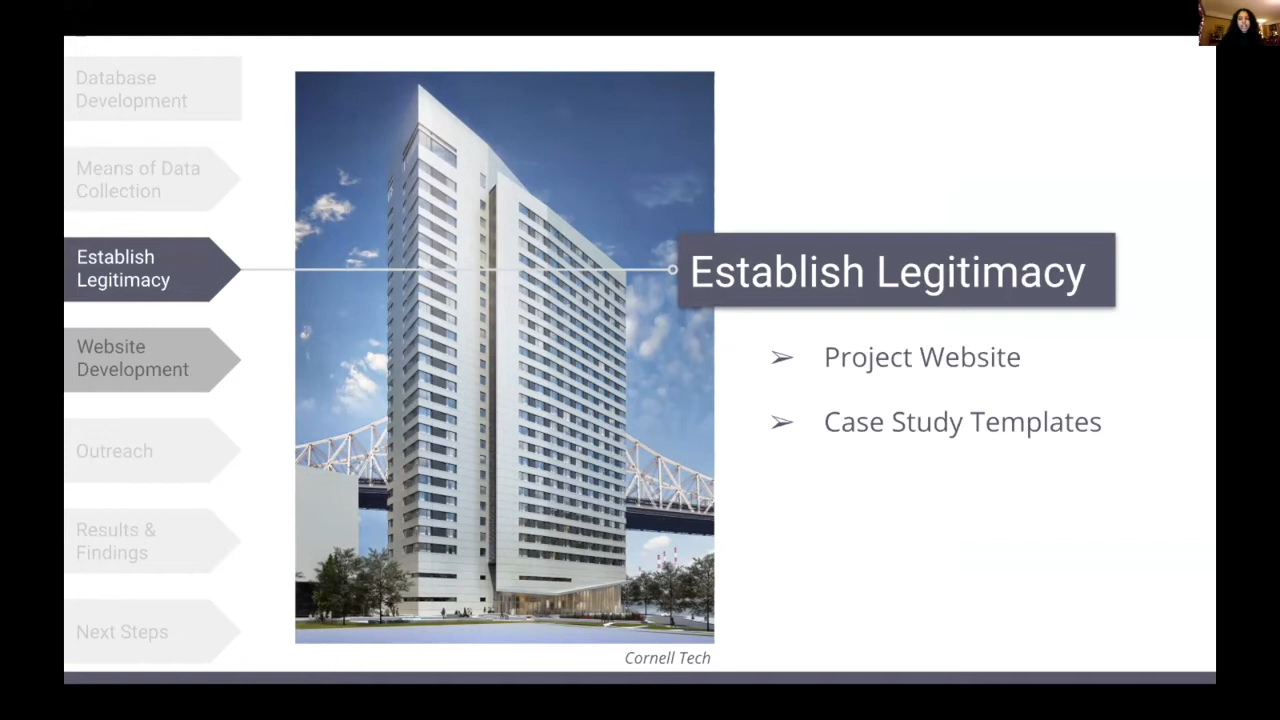 Database
Development
Means of Data
Collection
Establish
Legitimacy
Website
Development
Outreach
Results &
Findings
Next Steps
Establish Legitimacy
➢ Project Website
➢ Case Study Templates
Cornell Tech